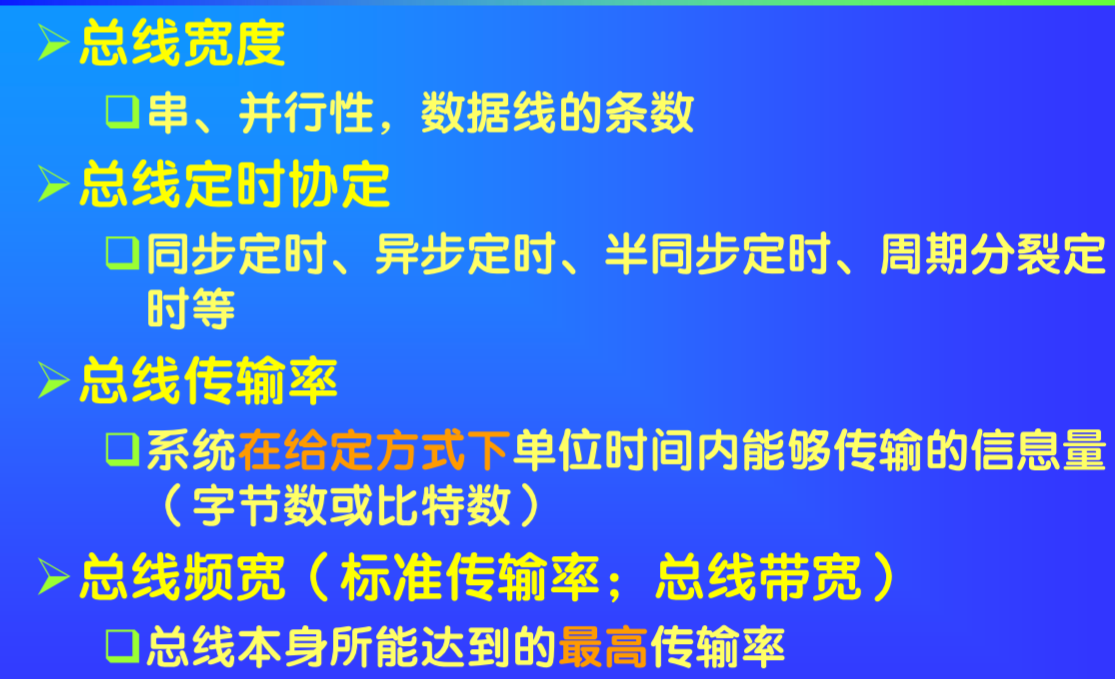 总线宽度
串、并行性，数据线的条数
总线定时协定
同步定时、异步定时、半同步定时、周期分裂定
时等
总线传输率
系统在给定方式下单位时间内能够传输的信息量
（字节数或比特数）
总线频宽（标准传输率；总线带宽）
总线本身所能达到的最高传输率